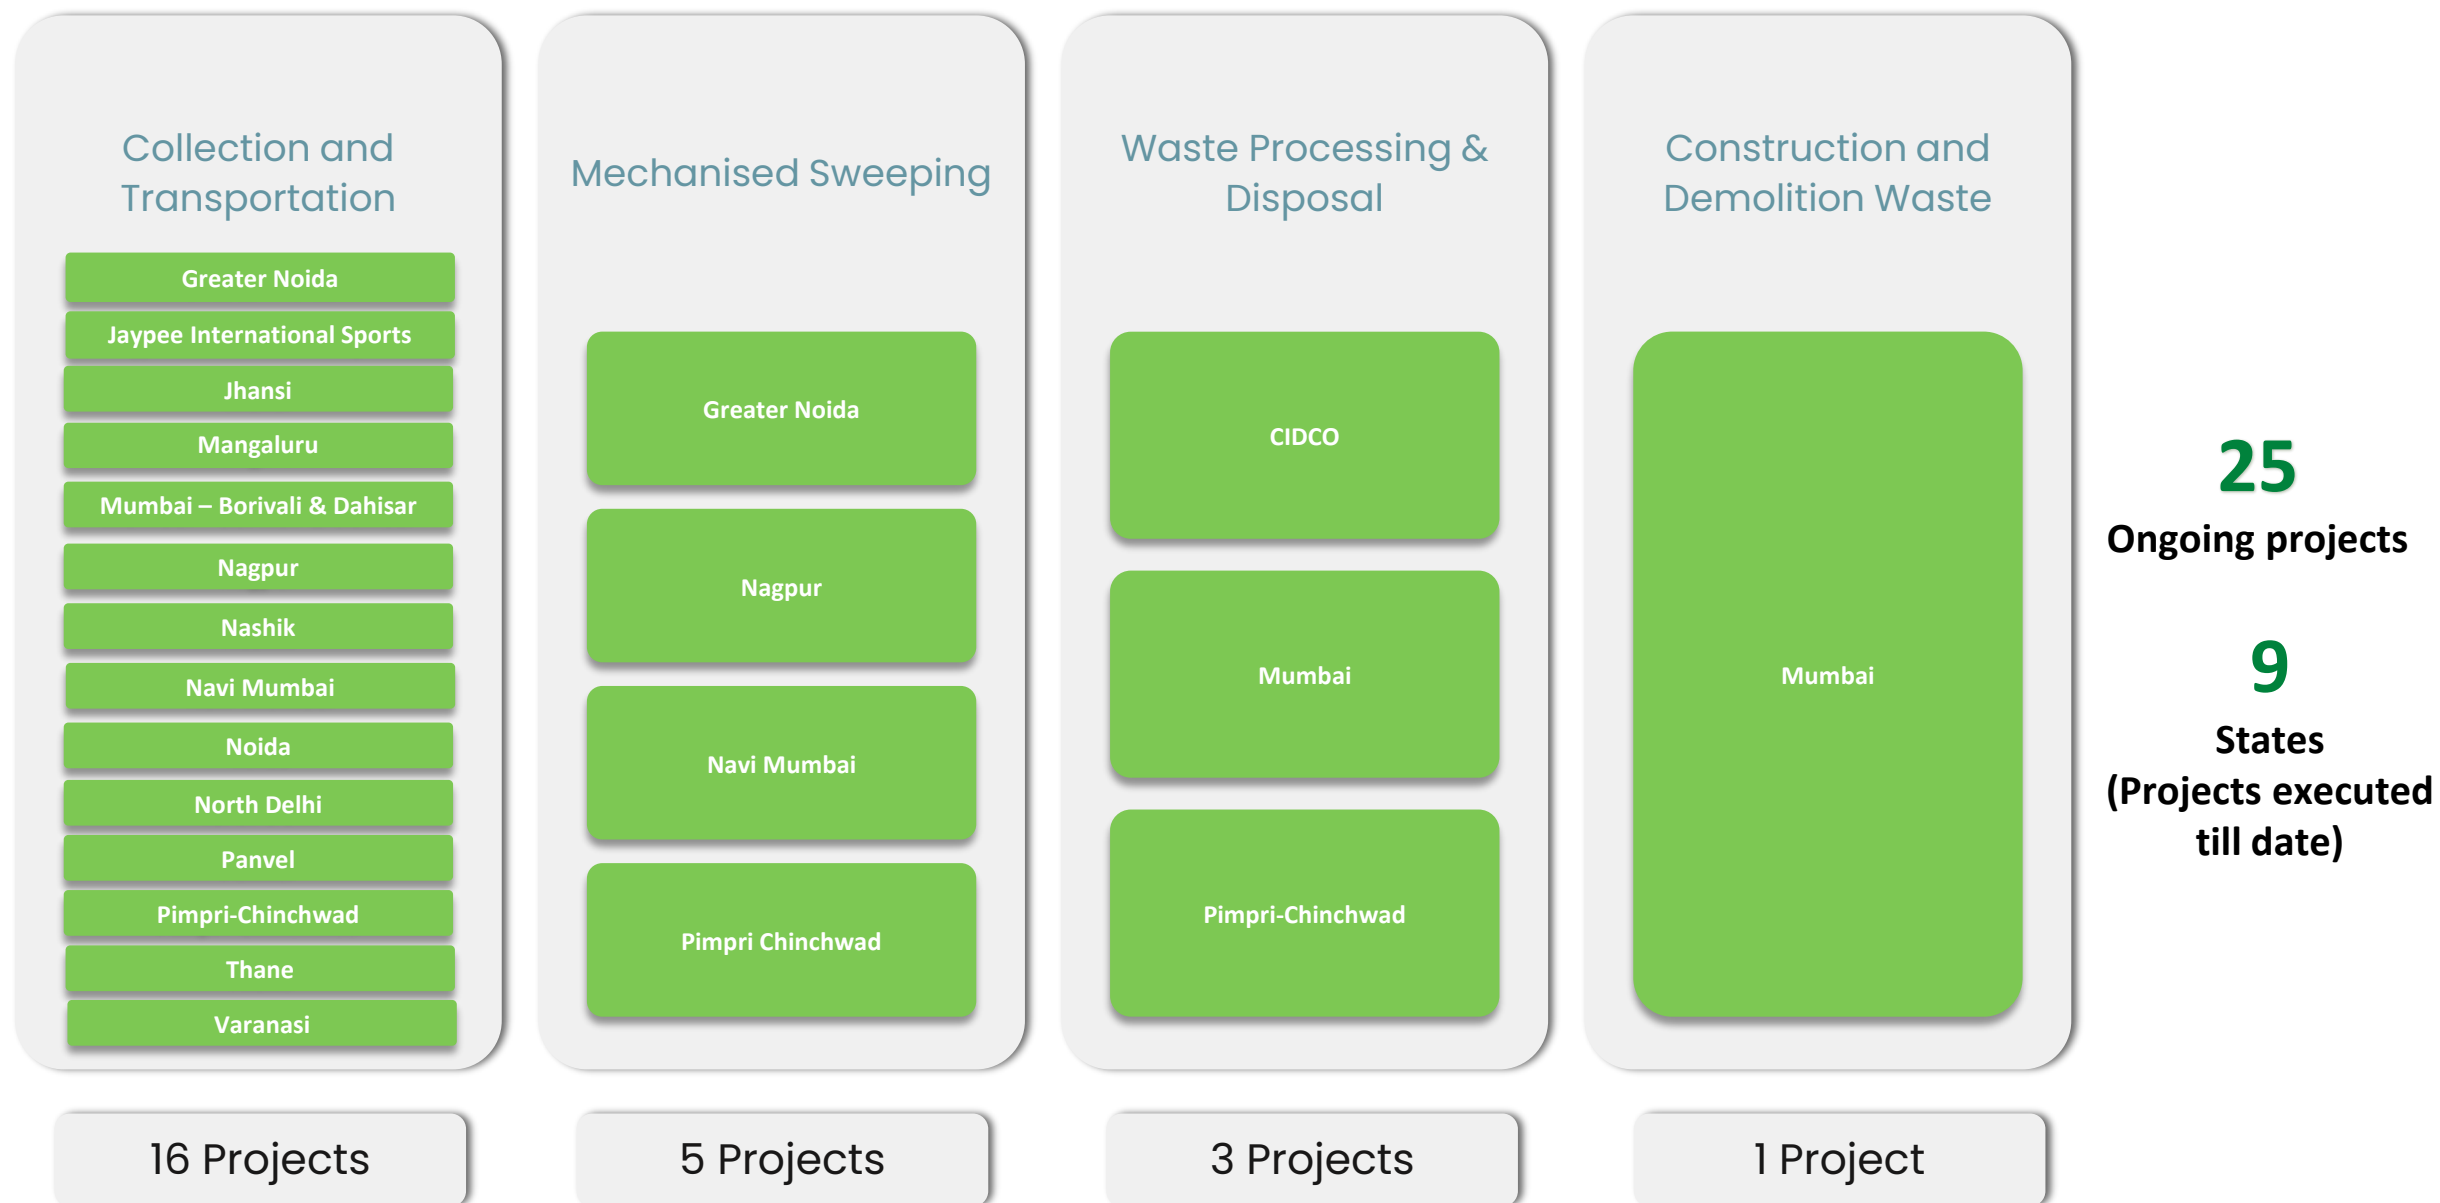 Collection and
Transportation
Greater Noida
Jaypee International Sports
Jhansi
Mangaluru
Mumbai – Borivali & Dahisar
Nagpur
Nashik
Navi Mumbai
Noida
North Delhi
Panvel
Pimpri-Chinchwad
Thane
Varanasi
16 Projects
Mechanised Sweeping
Greater Noida
Nagpur
Navi Mumbai
Pimpri Chinchwad
5 Projects
Waste Processing &
Disposal
CIDCO
Mumbai
Pimpri-Chinchwad
3 Projects
Construction and
Demolition Waste
Mumbai
1 Project
25
Ongoing projects
9
States
(Projects executed
till date)